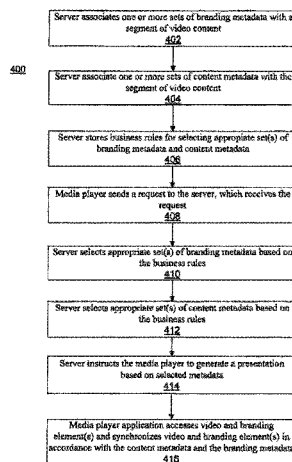 Server associates one or more sets of branding metadata with a
segment of video content
402
400
Server associate one or more sets of content metadata with the
segment of video content
404
Server stores business rules for selecting appropiate set(s) of
branding metadata and content metadata
406
Media player sends a request to the server, which receives the
request
408
Server selects appropriate set(s) of branding metadata based on
the business rules
410
Server selects appropriate set(s) of content metadata based on
the business rules
412
Server instructs the media player to generate a presentation
based on selected metadata
414
Media player application accesses video and branding
element(s) and synchronizes video and branding element(s) in
accordance with the content metadata and the branding metadata
416